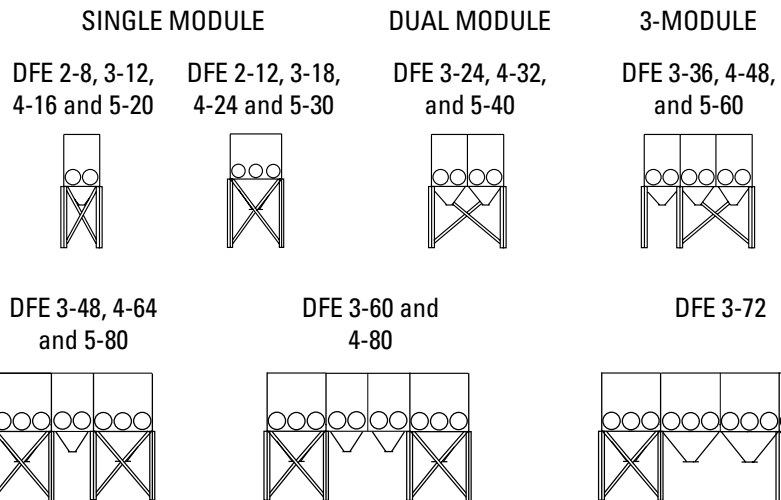 SINGLE MODULE DUAL MODULE 3-MODULE
DFE 2-8, 3-12, DFE 2-12, 3-18, DFE 3-24, 4-32, DFE 3-36, 4-48,
4-16 and 5-20 4-24 and 5-30 and 5-40 and 5-60
DFE 3-48, 4-64 DFE 3-60 and DFE 3-72
and 5-80 4-80